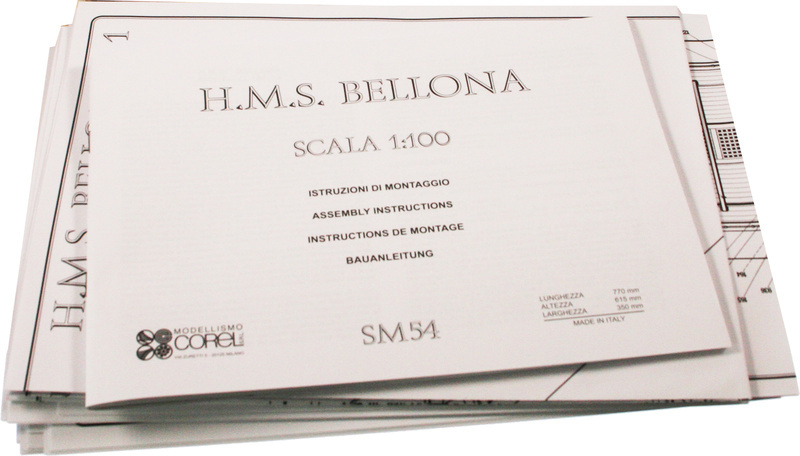 1
H.M.S. BELLONA
SCALA 1:100
ISTRUZIONI DI MONTAGGIO
ASSEMBLY INSTRUCTIONS
INSTRUCTIONS DE MONTAGE
BAUANLEITUNG
LUNGHEZZA 770 mm
ALTEZZA 615 mm
LARGHEZZA 350 mm
MADE IN ITALY
MODELLISMO
COREL
SM54
H.M.S. BELLO